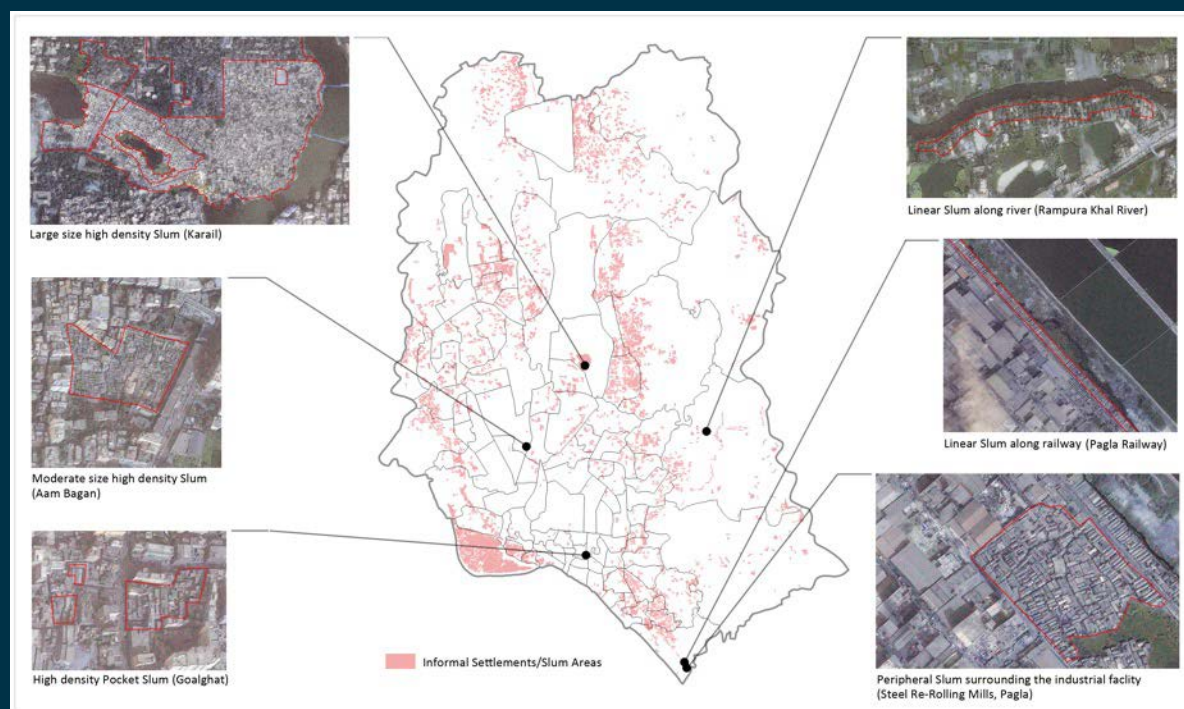 Large size high density Slum (Karail)
Moderate size high density Slum
(Aam Bagan)
High density Pocket Slum (Goalghat)
Informal Settlements/Slum Areas
Linear Slum along river (Rampura Khal River)
Linear Slum along railway (Pagla Railway)
Peripheral Slum surrounding the industrial faclity
(Steel Re-Rolling Mills, Pagla)